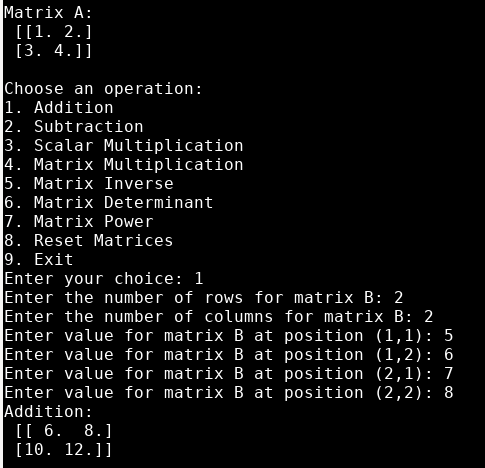 Matrix A:
 [[1. 2.]
 [3. 4.]]

Choose an operation:
1. Addition
2. Subtraction
3. Scalar Multiplication
4. Matrix Multiplication
5. Matrix Inverse
6. Matrix Determinant
7. Matrix Power
8. Reset Matrices
9. Exit
Enter your choice: 1
Enter the number of rows for matrix B: 2
Enter the number of columns for matrix B: 2
Enter value for matrix B at position (1,1): 5
Enter value for matrix B at position (1,2): 6
Enter value for matrix B at position (2,1): 7
Enter value for matrix B at position (2,2): 8
Addition:
 [[ 6.  8.]
 [10. 12.]]